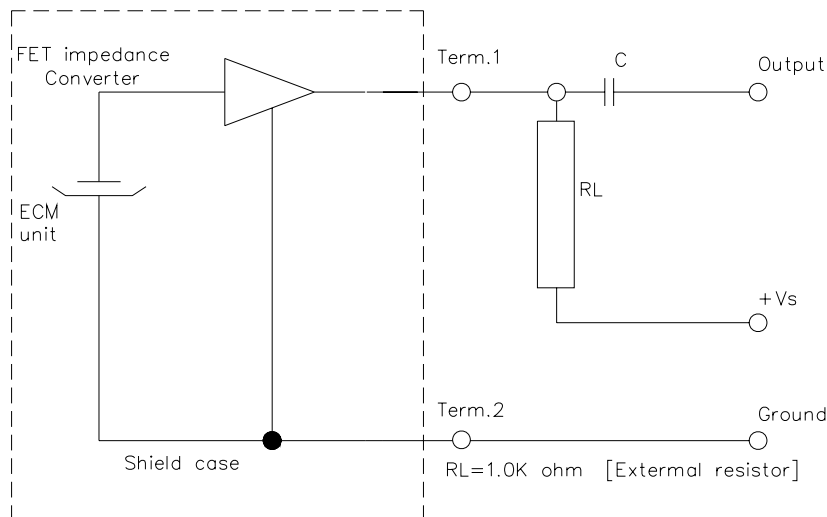 FET impedance
Converter
Term.1
C
Output
RL
ECM
unit
+Vs
Term.2
Ground
Shield case
RL=1.0K ohm [Extermal resistor]